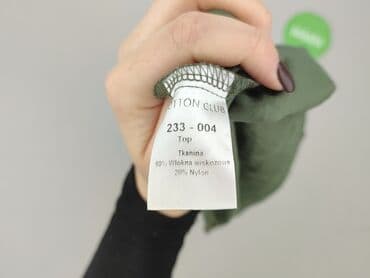 TTON CLUB
233 - 004
Top
Tkanina
80% Włókna wiskozowe
20% Nylon